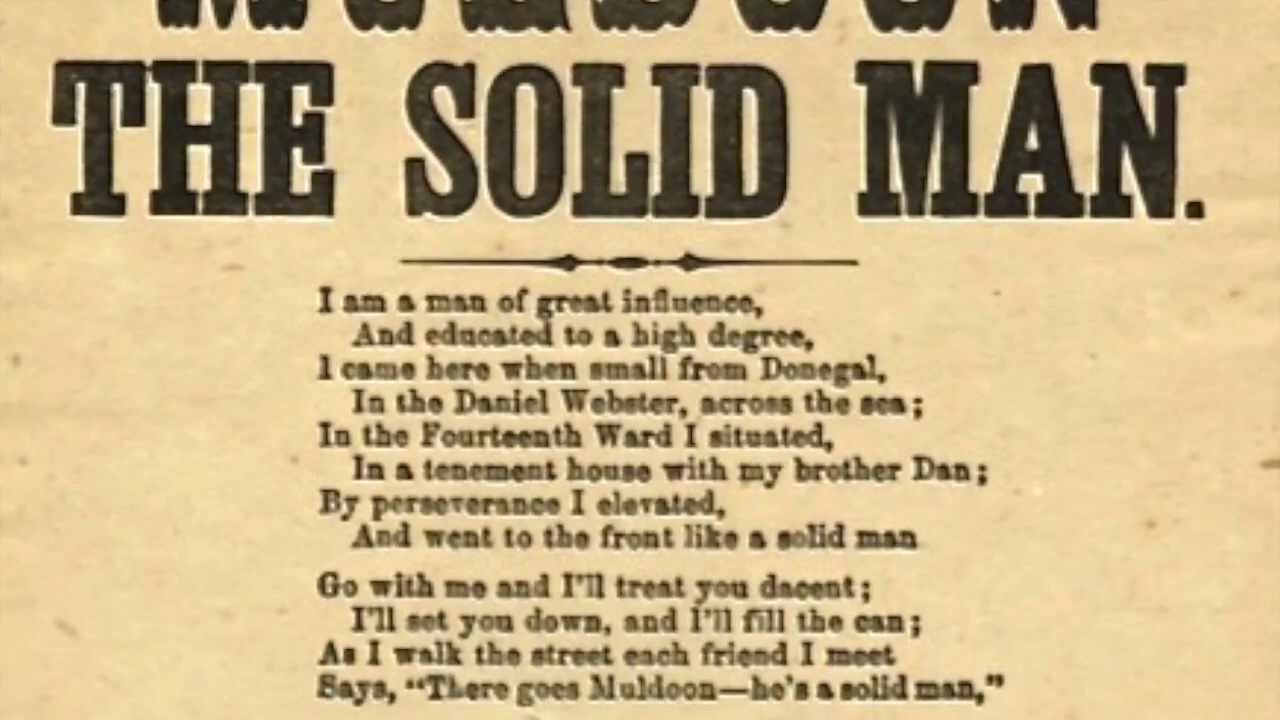 MULDOON
THE SOLID MAN.
I am a man of great influence,
And educated to a high degree,
I came here when small from Donegal,
In the Daniel Webster, across the sea;
In the Fourteenth Ward I situated,
In a tenement house with my brother Dan;
By perseverance I elevated,
And went to the front like a solid man
Go with me and I'll treat you dacent;
I'll set you down, and I'll fill the can;
As I walk the street each friend I meet
Says, “There goes Muldoon—he's a solid man,”